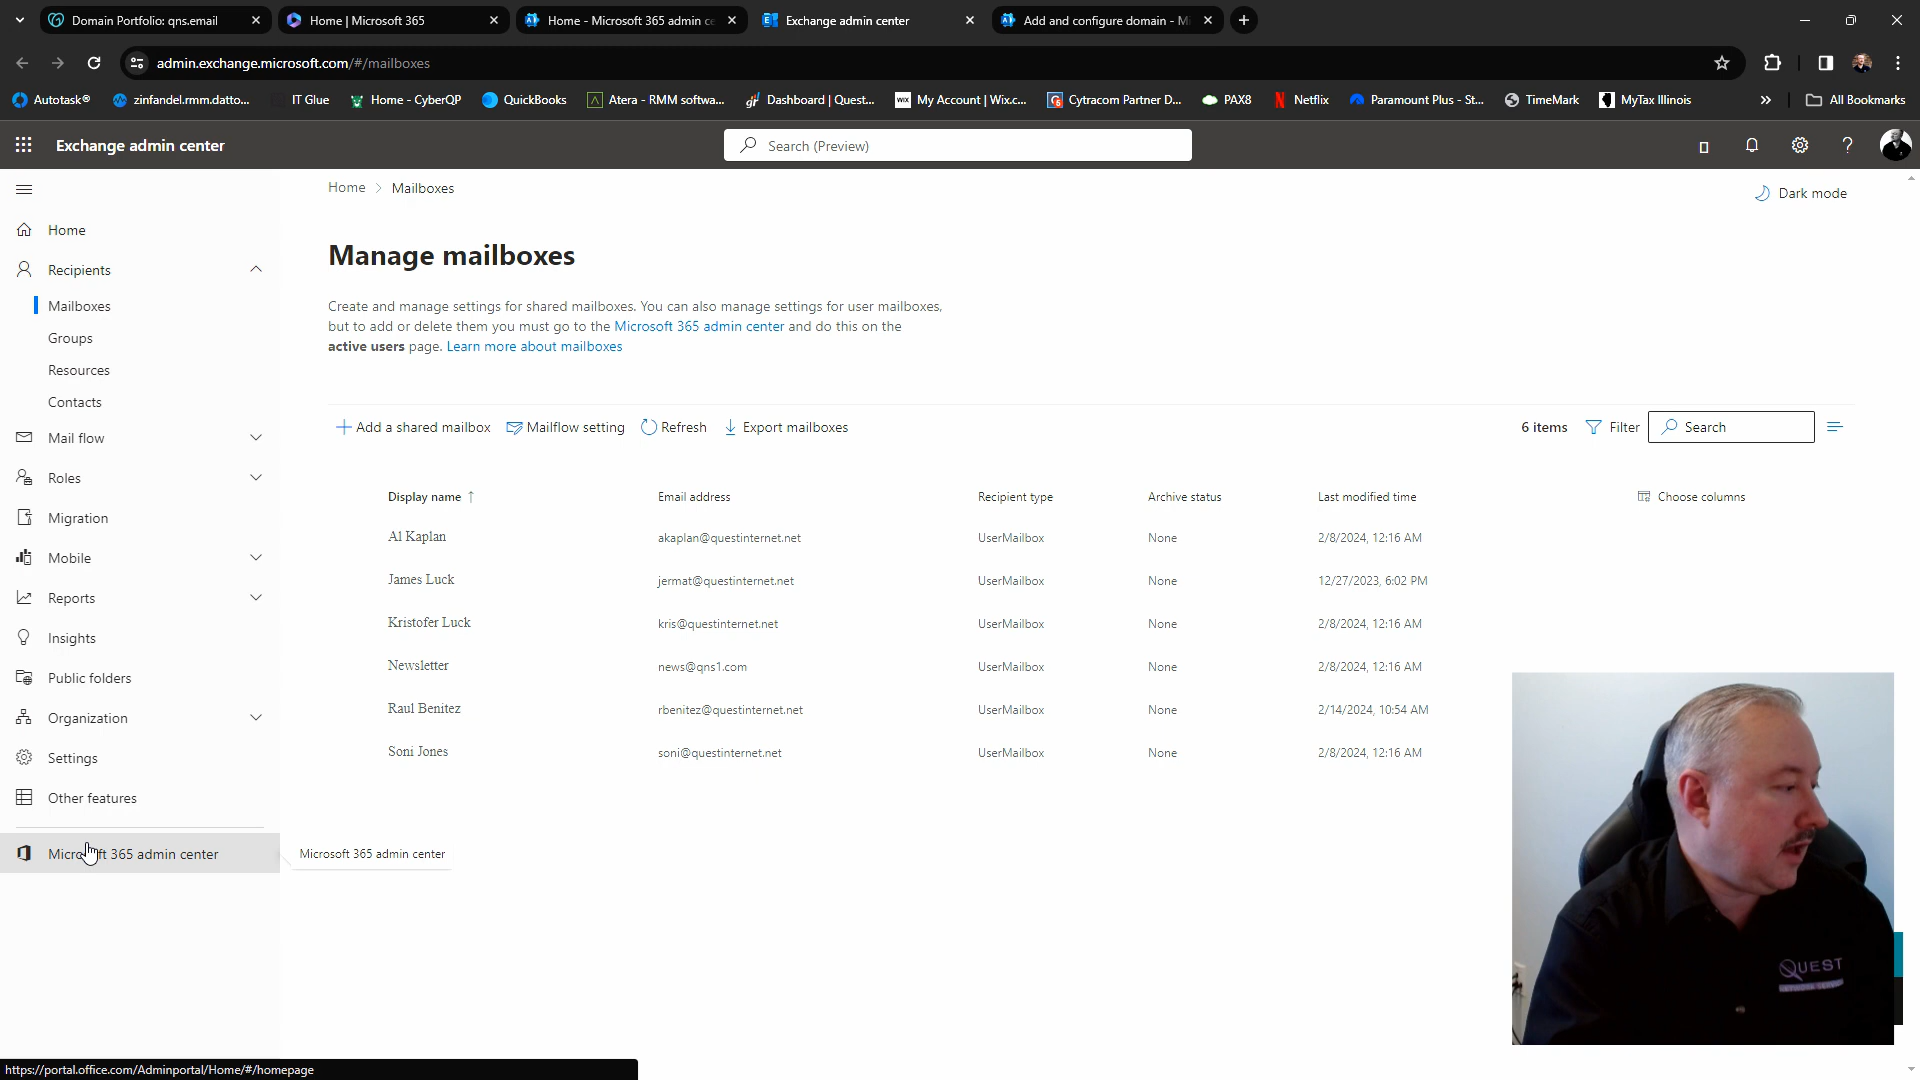 Domain Portfolio: qns.email
Home | Microsoft 365
Home - Microsoft 365 admin ce
Exchange admin center
Add and configure domain - Mi
admin.exchange.microsoft.com/#/mailboxes
Autotask®
zinfandel.rmm.datto...
IT Glue
Home - CyberQP
QuickBooks
Atera - RMM softwa...
Dashboard | Quest...
WIX
My Account | Wix.c...
Cytracom Partner D...
PAX8
Netflix
Paramount Plus - St...
TimeMark
MyTax Illinois
All Bookmarks
Exchange admin center
Search (Preview)
Home > Mailboxes
Dark mode
Home
Recipients
Mailboxes
Groups
Resources
Contacts
Mail flow
Roles
Migration
Mobile
Reports
Insights
Public folders
Organization
Settings
Other features
Microsoft 365 admin center
Microsoft 365 admin center
Manage mailboxes
Create and manage settings for shared mailboxes. You can also manage settings for user mailboxes,
but to add or delete them you must go to the Microsoft 365 admin center and do this on the
active users page. Learn more about mailboxes
Add a shared mailbox
Mailflow setting
Refresh
Export mailboxes
6 items
Filter
Search
Display name ↑ Email address Recipient type Archive status Last modified time Choose columns
Al Kaplan akaplan@questinternet.net UserMailbox None 2/8/2024, 12:16 AM
James Luck jermat@questinternet.net UserMailbox None 12/27/2023, 6:02 PM
Kristofer Luck kris@questinternet.net UserMailbox None 2/8/2024, 12:16 AM
Newsletter news@qns1.com UserMailbox None 2/8/2024, 12:16 AM
Raul Benitez rbenitez@questinternet.net UserMailbox None 2/14/2024, 10:54 AM
Soni Jones soni@questinternet.net UserMailbox None 2/8/2024, 12:16 AM
QUEST
https://portal.office.com/Adminportal/Home/#/homepage